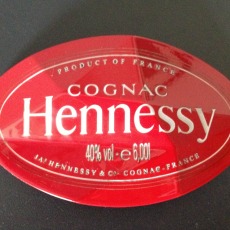 PRODUCT OF FRANCE
COGNAC
Hennessy
40% vol - e 6,00l
JAS HENNESSY & Co - COGNAC - FRANCE